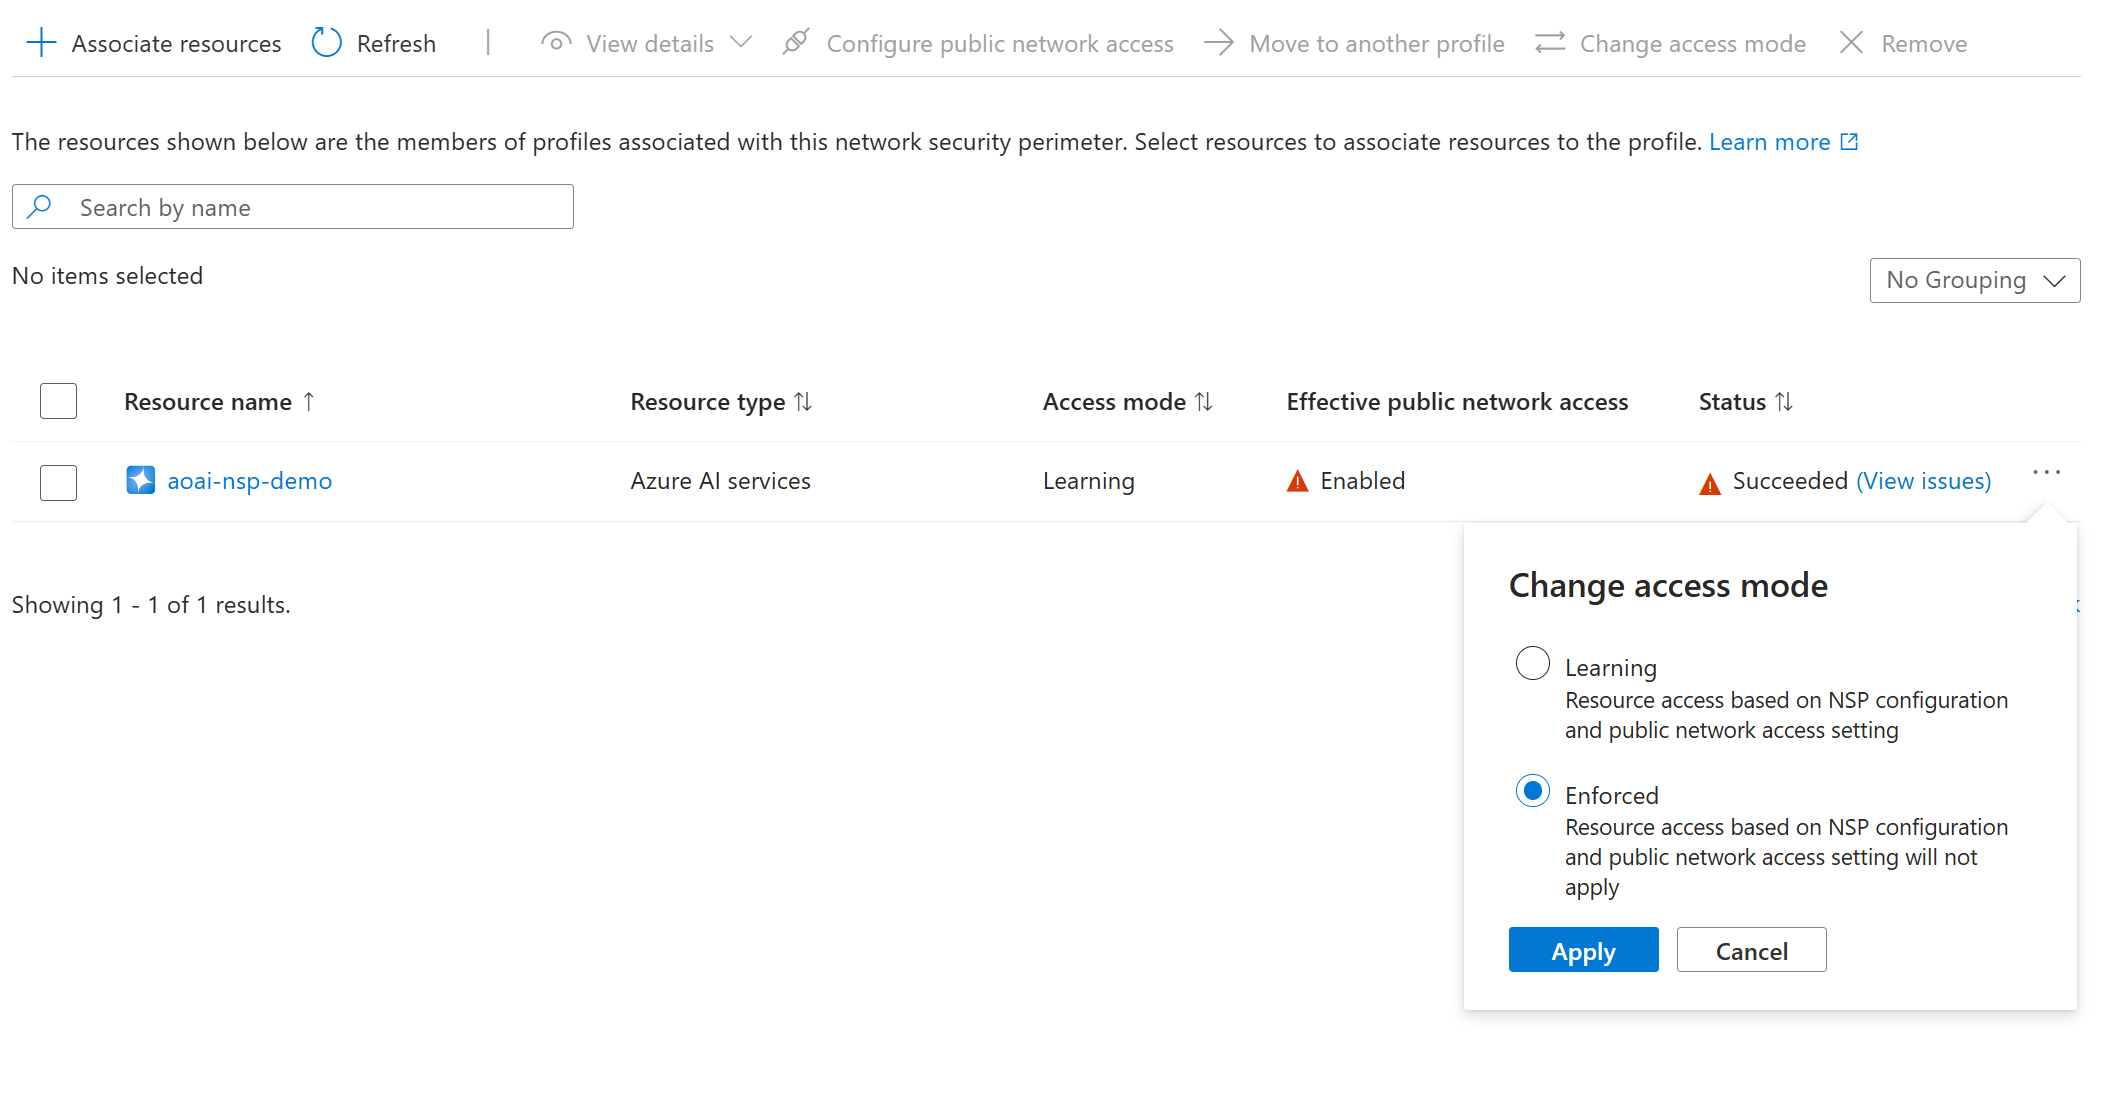 Associate resources Refresh View details Configure public network access Move to another profile Change access mode Remove
The resources shown below are the members of profiles associated with this network security perimeter. Select resources to associate resources to the profile. Learn more
Search by name
No items selected
No Grouping
Resource name Resource type Access mode Effective public network access Status
aoai-nsp-demo Azure AI services Learning Enabled Succeeded (View issues)
Showing 1 - 1 of 1 results.
Change access mode
Learning
Resource access based on NSP configuration
and public network access setting
Enforced
Resource access based on NSP configuration
and public network access setting will not
apply
Apply Cancel